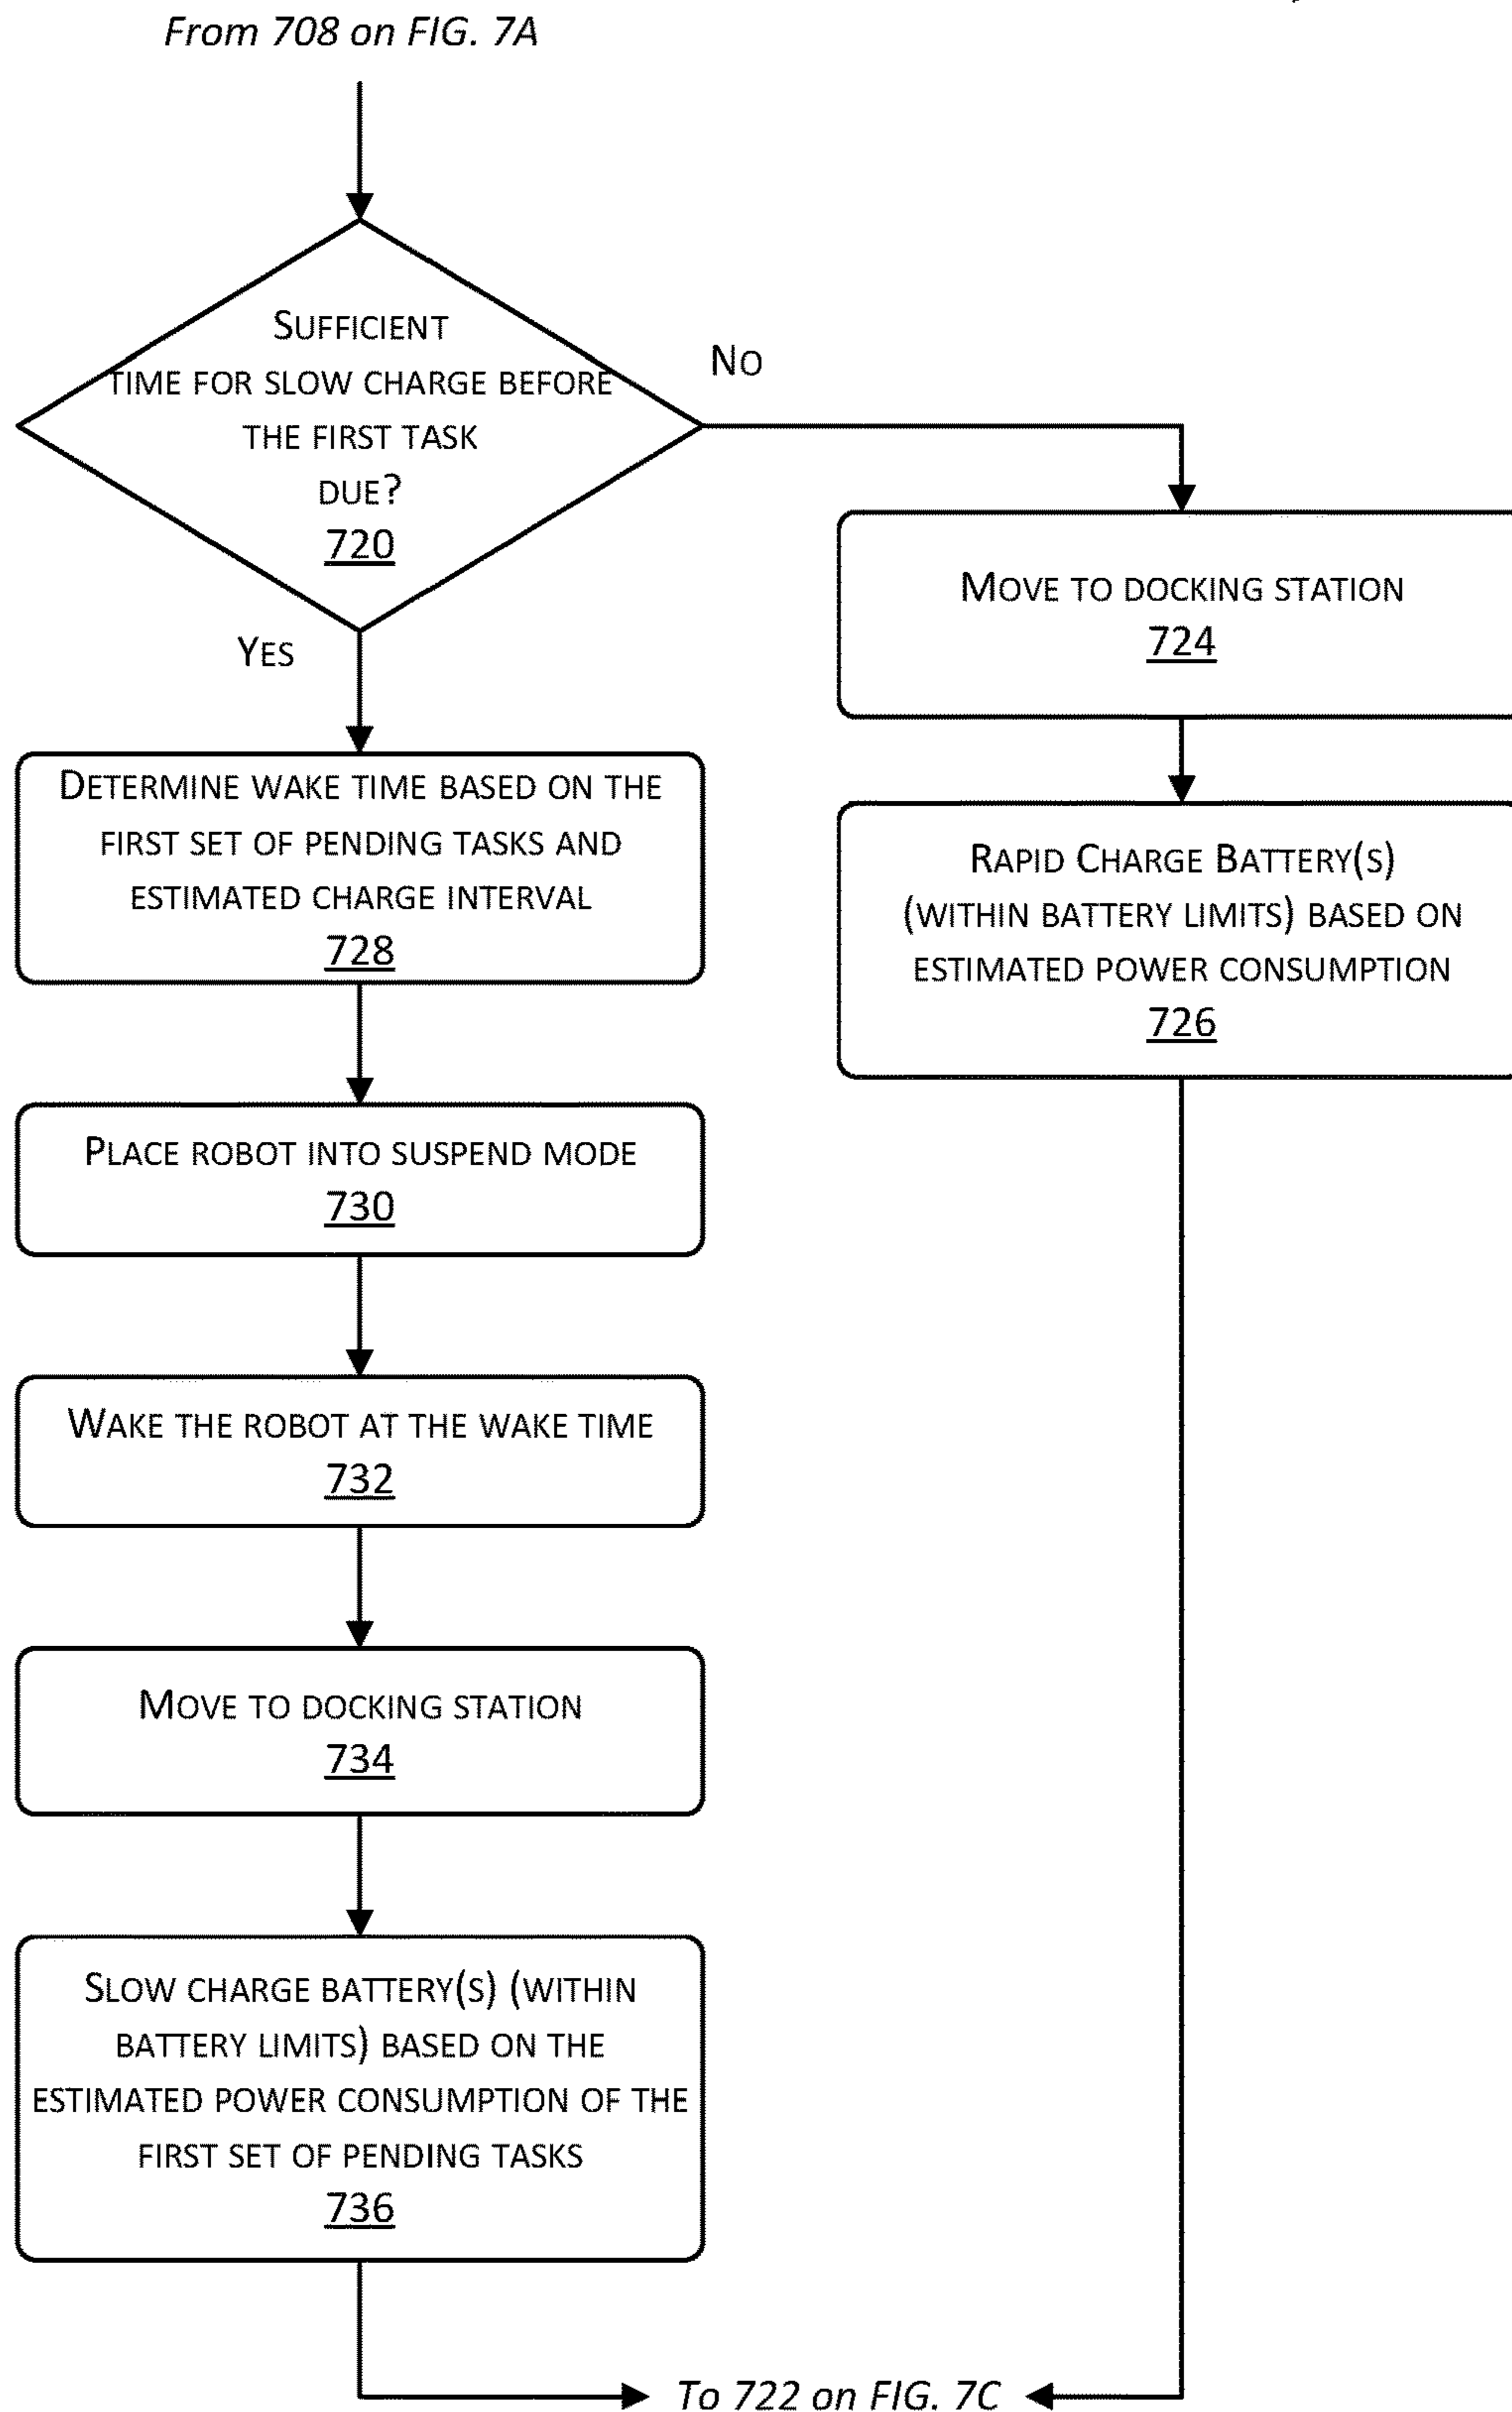 From 708 on FIG. 7A
SUFFICIENT
TIME FOR SLOW CHARGE BEFORE
THE FIRST TASK
DUE?
720
NO
YES
MOVE TO DOCKING STATION
724
DETERMINE WAKE TIME BASED ON THE
FIRST SET OF PENDING TASKS AND
ESTIMATED CHARGE INTERVAL
728
RAPID CHARGE BATTERY(S)
(WITHIN BATTERY LIMITS) BASED ON
ESTIMATED POWER CONSUMPTION
726
PLACE ROBOT INTO SUSPEND MODE
730
WAKE THE ROBOT AT THE WAKE TIME
732
MOVE TO DOCKING STATION
734
SLOW CHARGE BATTERY(S) (WITHIN
BATTERY LIMITS) BASED ON THE
ESTIMATED POWER CONSUMPTION OF THE
FIRST SET OF PENDING TASKS
736
To 722 on FIG. 7C